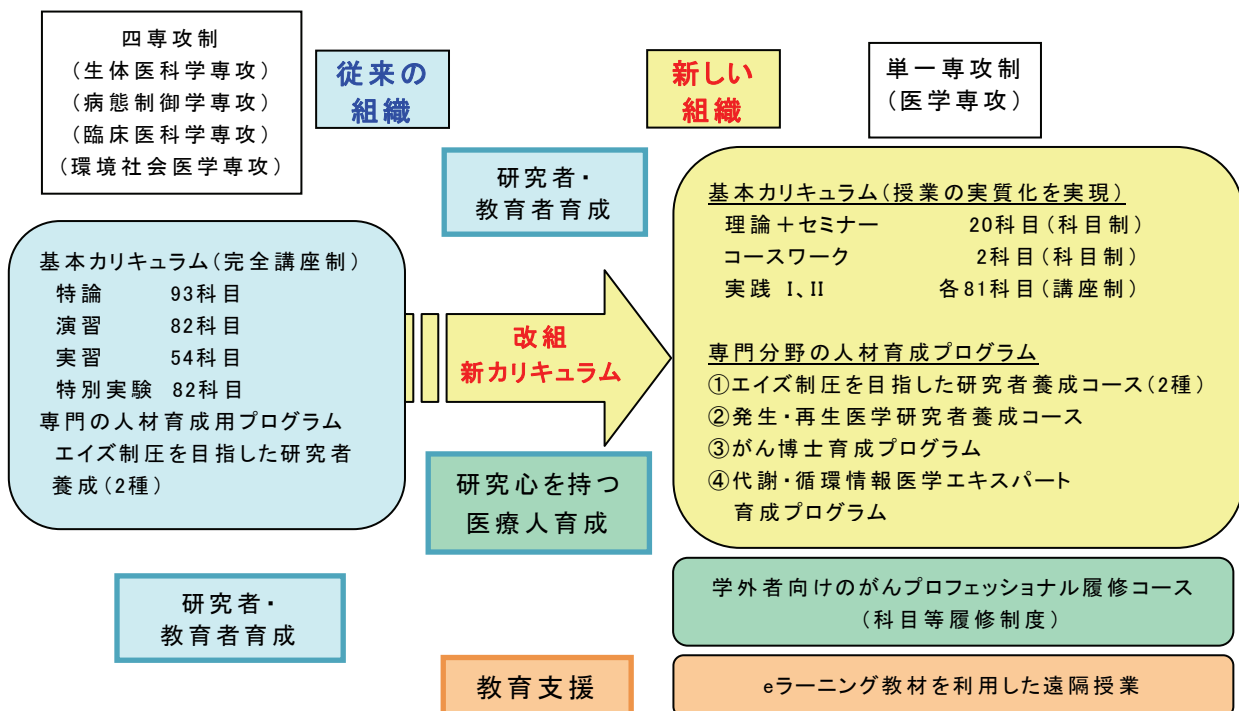 四専攻制
(生体医科学専攻)
(病態制御学専攻)
(臨床医科学専攻)
(環境社会医学専攻)
従来の
組織
基本カリキュラム(完全講座制)
特論 93科目
演習 82科目
実習 54科目
特別実験 82科目
専門の人材育成用プログラム
エイズ制圧を目指した研究者
養成(2種)
研究者・
教育者育成
研究者・
教育者育成
改組
新カリキュラム
研究心を持つ
医療人育成
教育支援
新しい
組織
単一専攻制
(医学専攻)
基本カリキュラム(授業の実質化を実現)
理論+セミナー 20科目(科目制)
コースワーク 2科目(科目制)
実践 I、II 各81科目(講座制)
専門分野の人材育成プログラム
①エイズ制圧を目指した研究者養成コース(2種)
②発生・再生医学研究者養成コース
③がん博士育成プログラム
④代謝・循環情報医学エキスパート
育成プログラム
学外者向けのがんプロフェッショナル履修コース
(科目等履修制度)
eラーニング教材を利用した遠隔授業